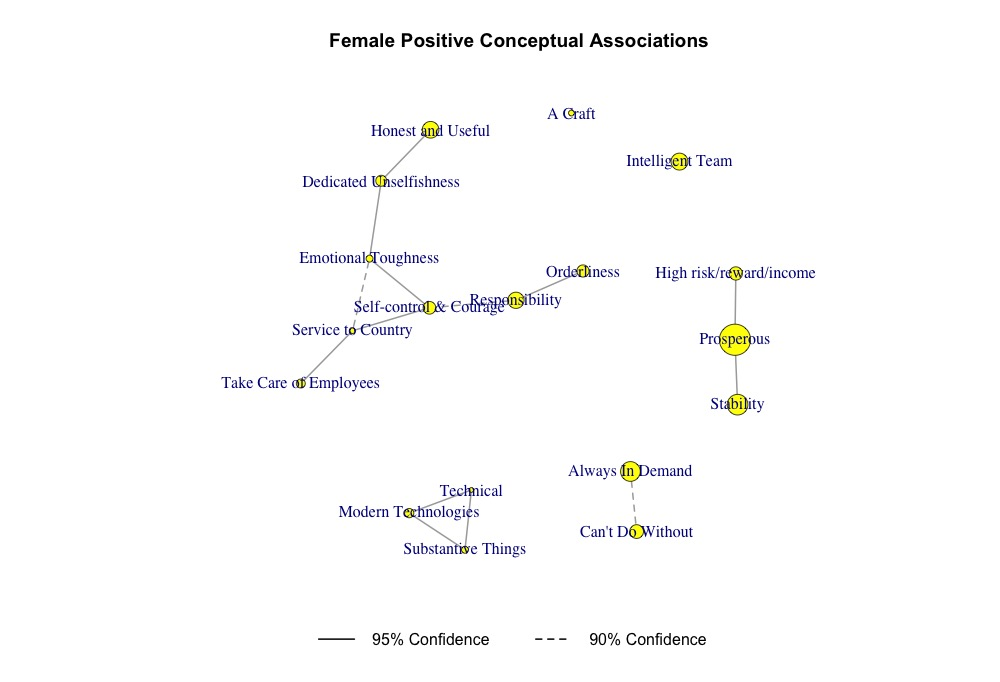 Female Positive Conceptual Associations
A Craft
Honest and Useful
Intelligent Team
Dedicated Unselfishness
Emotional Toughness
Orderliness
High risk/reward/income
Responsibility
Self-control & Courage
Service to Country
Prosperous
Take Care of Employees
Stability
Always In Demand
Technical
Modern Technologies
Can't Do Without
Substantive Things
95% Confidence
90% Confidence